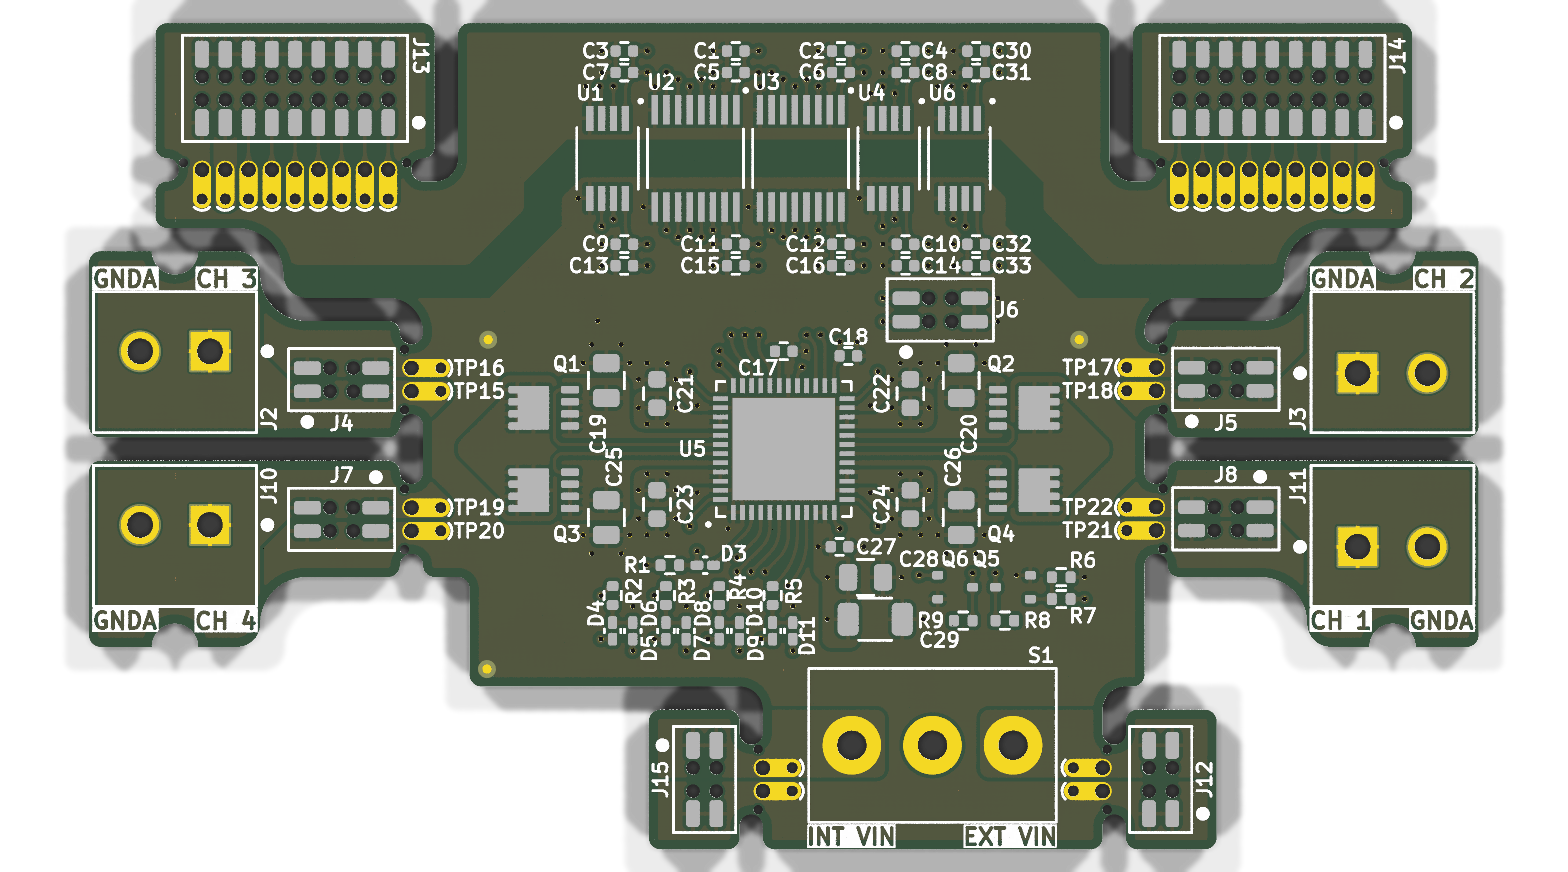 C3 C1 C2 C4 C30
C7 C5 C6 C8 C31
J13 J14
U1 U2 U3 U4 U6
C9 C11 C12 C10 C32
C13 C15 C16 C14 C33
GNDA CH 3
GNDA CH 2
J6
C18
C17
Q1 Q2
TP16 TP17
TP15 TP18
C21 C22
J2 J4 J5 J3
C19 C20
U5
C25 C26
J10 J7 J8 J11
C23 C24
TP19 TP22
TP20 TP21
Q3 Q4
C27
D3
R1 C28 Q6 Q5 R6
R2 R3 R4 R5
D4 D6 D8 D10
R7
R9 R8
D5 D7 D9 D11
C29
GNDA CH 4
CH 1 GNDA
S1
J15 J12
INT VIN EXT VIN